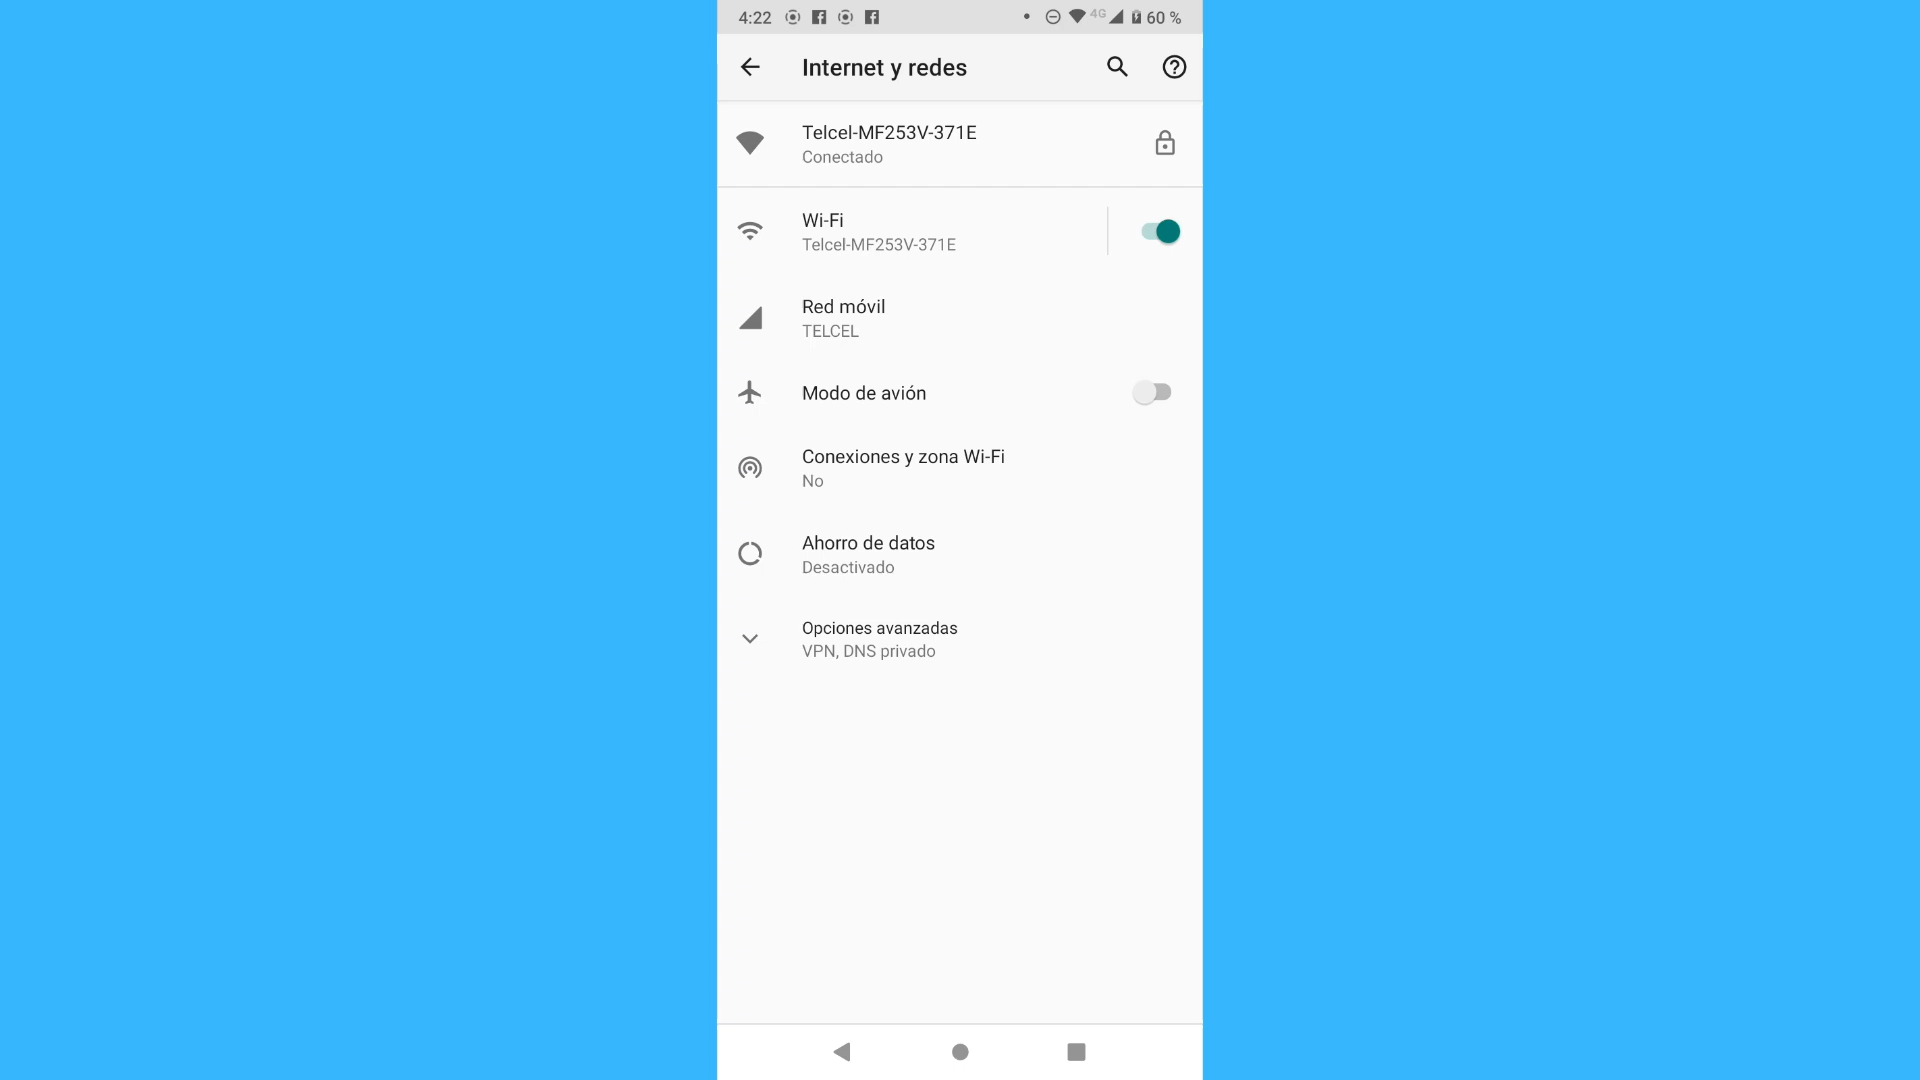 4:22 4G 60 %
Internet y redes
Telcel-MF253V-371E
Conectado
Wi-Fi
Telcel-MF253V-371E
Red móvil
TELCEL
Modo de avión
Conexiones y zona Wi-Fi
No
Ahorro de datos
Desactivado
Opciones avanzadas
VPN, DNS privado